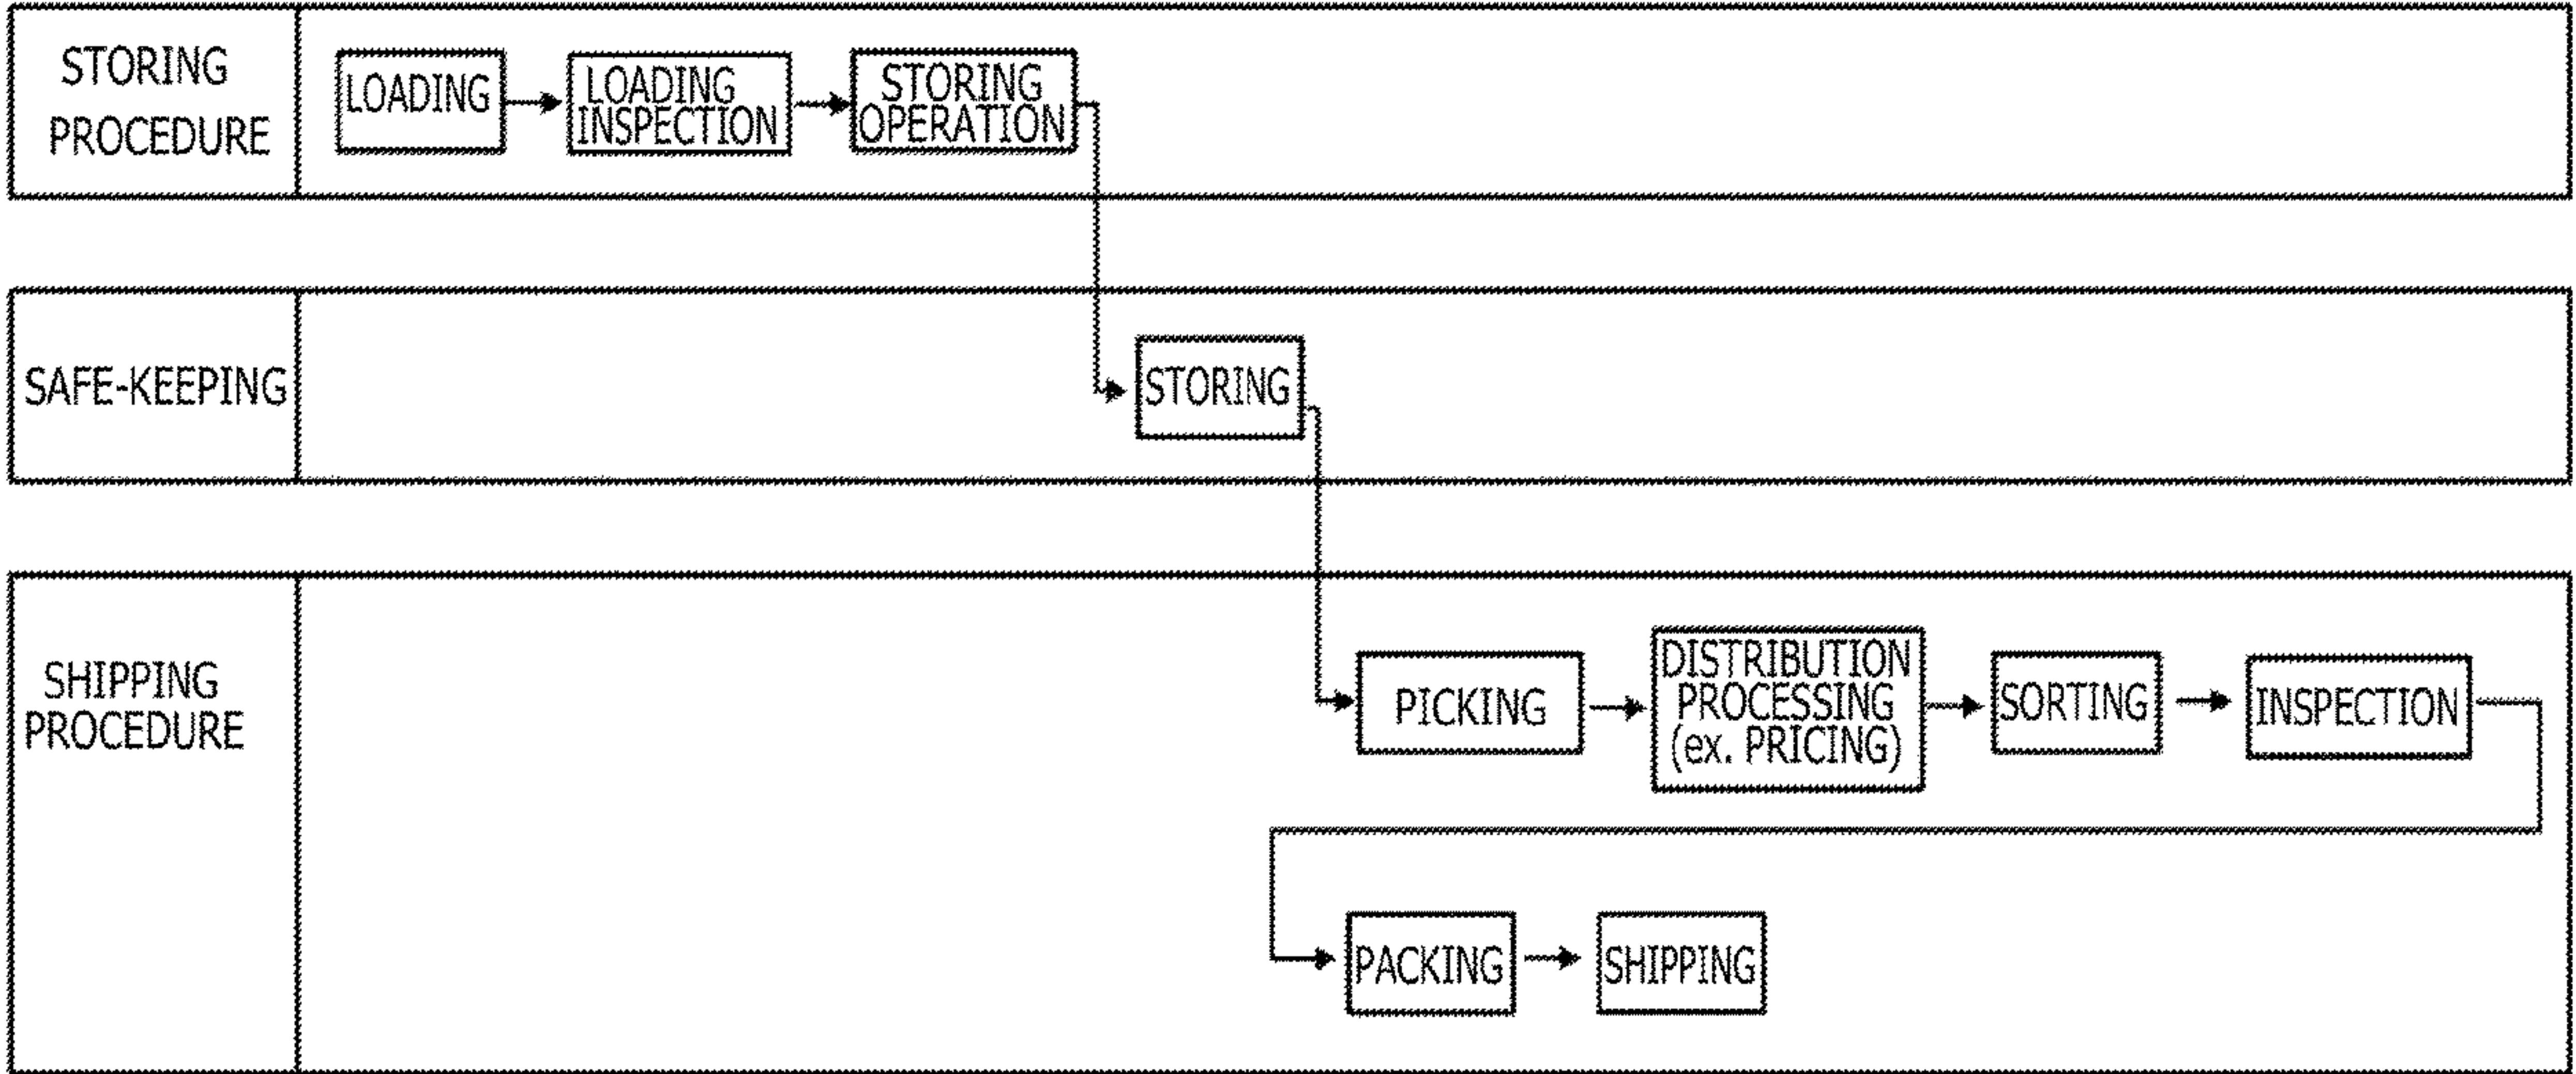 STORING
PROCEDURE
LOADING
LOADING
INSPECTION
STORING
OPERATION
SAFE-KEEPING
STORING
SHIPPING
PROCEDURE
PICKING
DISTRIBUTION
PROCESSING
(ex. PRICING)
SORTING
INSPECTION
PACKING
SHIPPING